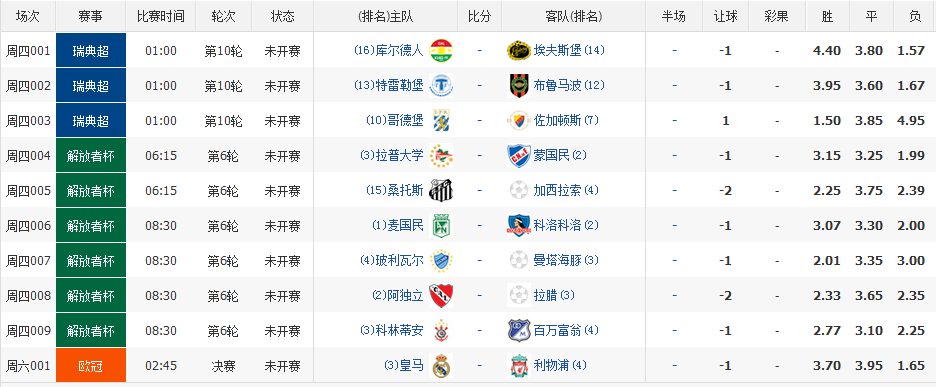 场次 赛事 比赛时间 轮次 状态 (排名)主队 比分 客队(排名) 半场 让球 彩果 胜 平 负
周四001 瑞典超 01:00 第10轮 未开赛 (16)库尔德人 - 埃夫斯堡(14) - -1 - 4.40 3.80 1.57
周四002 瑞典超 01:00 第10轮 未开赛 (13)特雷勒堡 - 布鲁马波(12) - -1 - 3.95 3.60 1.67
周四003 瑞典超 01:00 第10轮 未开赛 (10)哥德堡 - 佐加顿斯(7) - 1 - 1.50 3.85 4.95
周四004 解放者杯 06:15 第6轮 未开赛 (3)拉普大学 - 蒙国民(2) - -1 - 3.15 3.25 1.99
周四005 解放者杯 06:15 第6轮 未开赛 (15)桑托斯 - 加西拉索(4) - -2 - 2.25 3.75 2.39
周四006 解放者杯 08:30 第6轮 未开赛 (1)麦国民 - 科洛科洛(2) - -1 - 3.07 3.30 2.00
周四007 解放者杯 08:30 第6轮 未开赛 (4)玻利瓦尔 - 曼塔海豚(3) - -1 - 2.01 3.35 3.00
周四008 解放者杯 08:30 第6轮 未开赛 (2)阿独立 - 拉腊(3) - -2 - 2.33 3.65 2.35
周四009 解放者杯 08:30 第6轮 未开赛 (3)科林蒂安 - 百万富翁(4) - -1 - 2.77 3.10 2.25
周六001 欧冠 02:45 决赛 未开赛 (3)皇马 - 利物浦(4) - -1 - 3.70 3.95 1.65